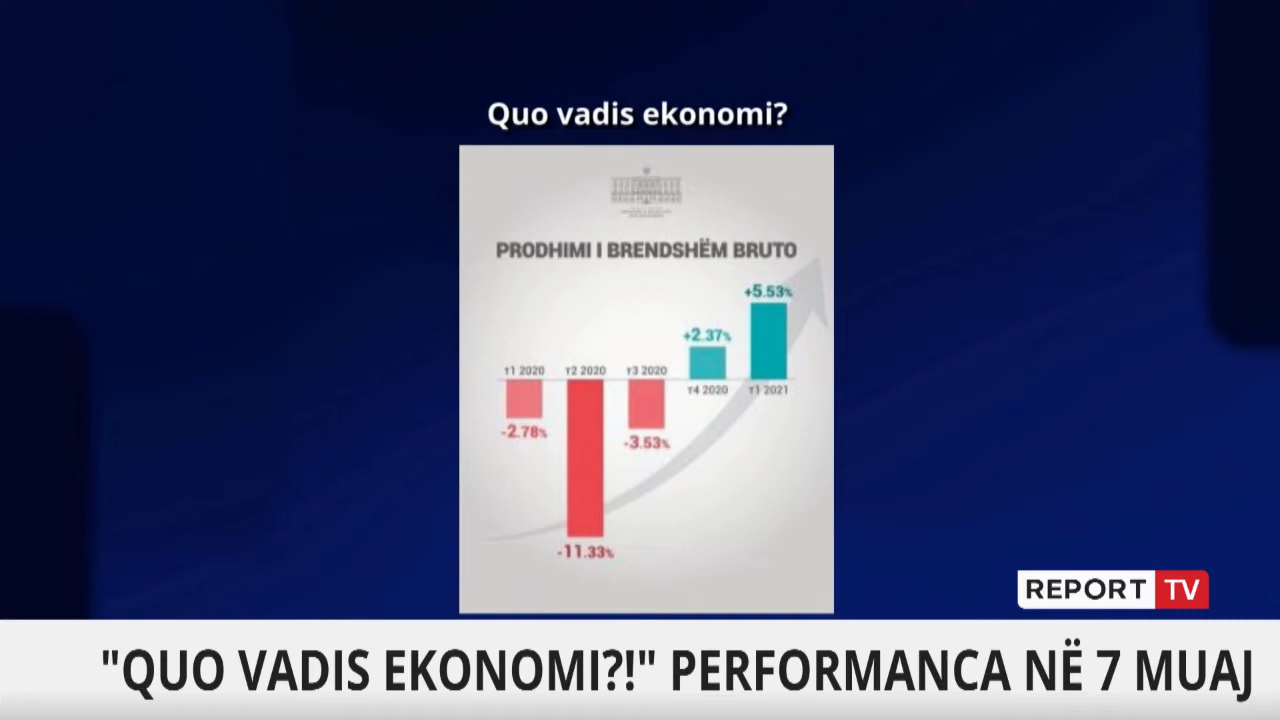 Quo vadis ekonomi?
PRODHIMI I BRENDSHËM BRUTO
+5.53%
+2.37%
T1 2020 T2 2020 T3 2020
T4 2020 T1 2021
-2.78%
-3.53%
-11.33%
REPORT TV
"QUO VADIS EKONOMI?!" PERFORMANCA NË 7 MUAJ